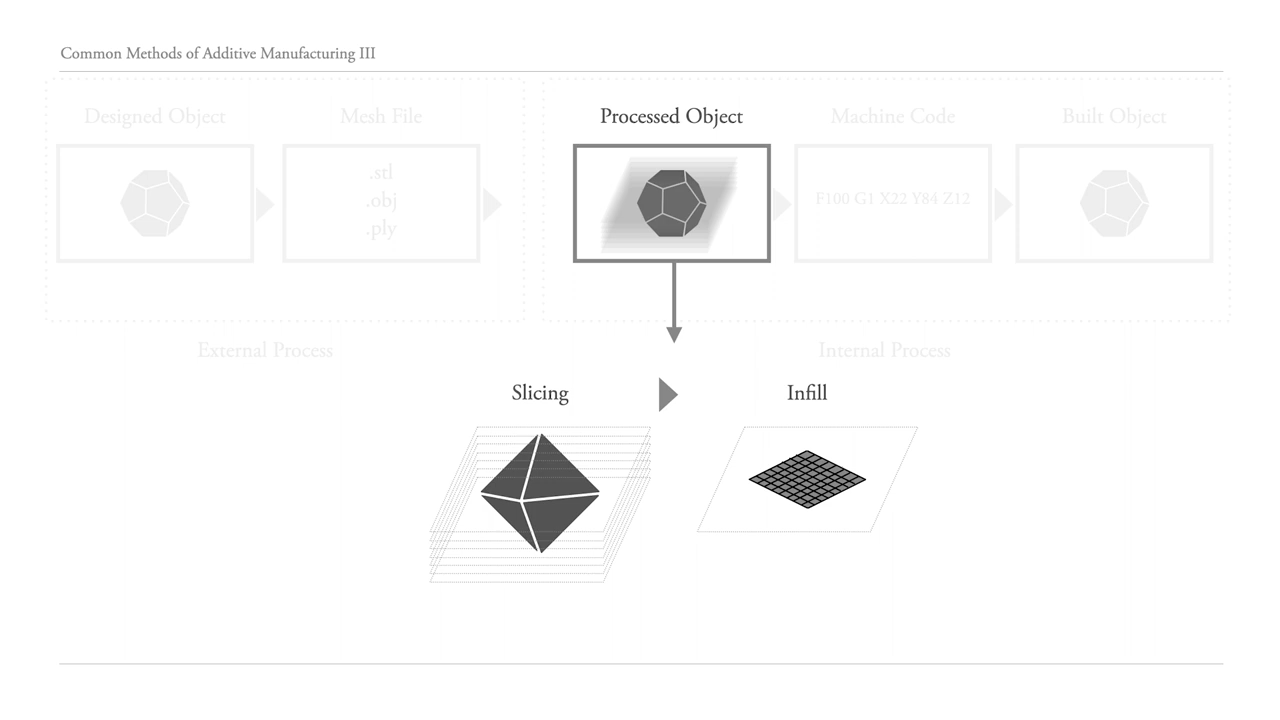 Common Methods of Additive Manufacturing III
Designed Object
Mesh File
Processed Object
Machine Code
Built Object
.stl
.obj
.ply
F100 G1 X22 Y84 Z12
External Process
Internal Process
Slicing
Infill